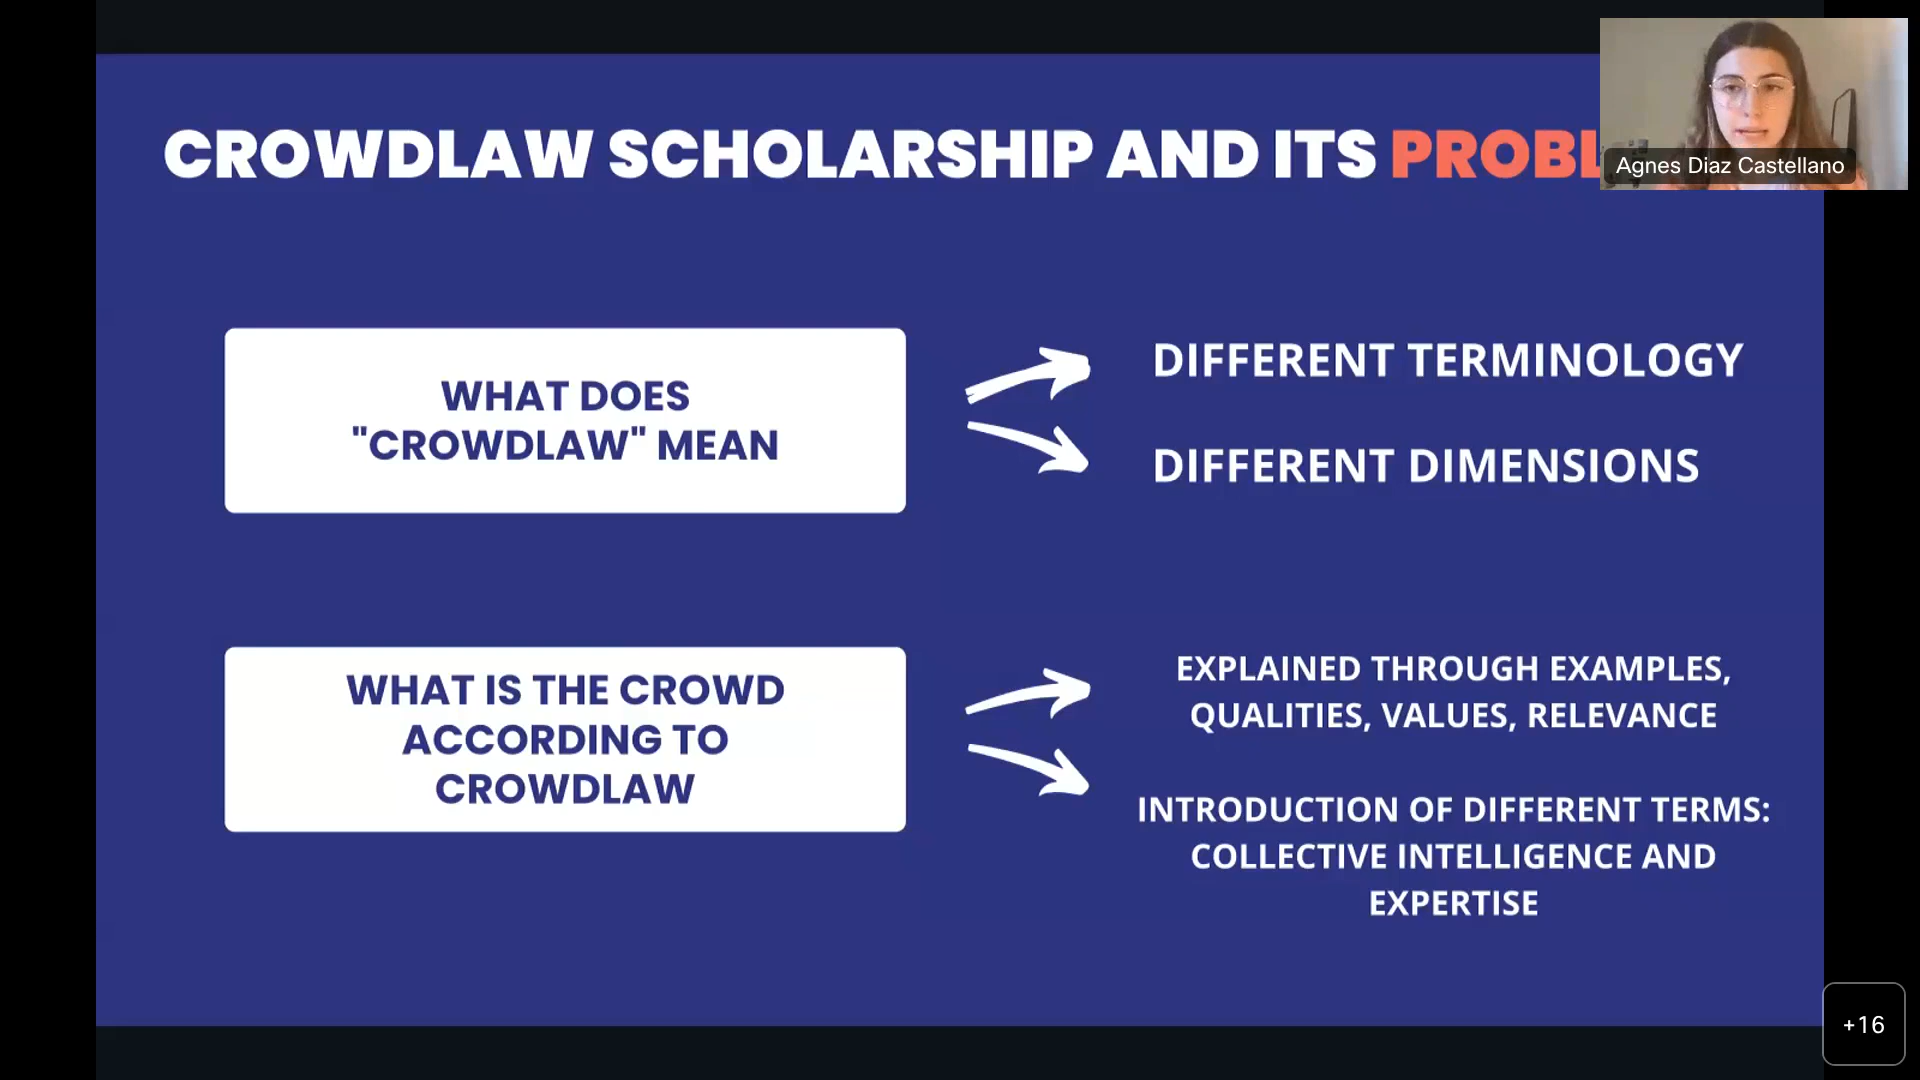 CROWDLAW SCHOLARSHIP AND ITS PROBL
Agnes Diaz Castellano
WHAT DOES
"CROWDLAW" MEAN
DIFFERENT TERMINOLOGY
DIFFERENT DIMENSIONS
WHAT IS THE CROWD
ACCORDING TO
CROWDLAW
EXPLAINED THROUGH EXAMPLES,
QUALITIES, VALUES, RELEVANCE
INTRODUCTION OF DIFFERENT TERMS:
COLLECTIVE INTELLIGENCE AND
EXPERTISE
+16